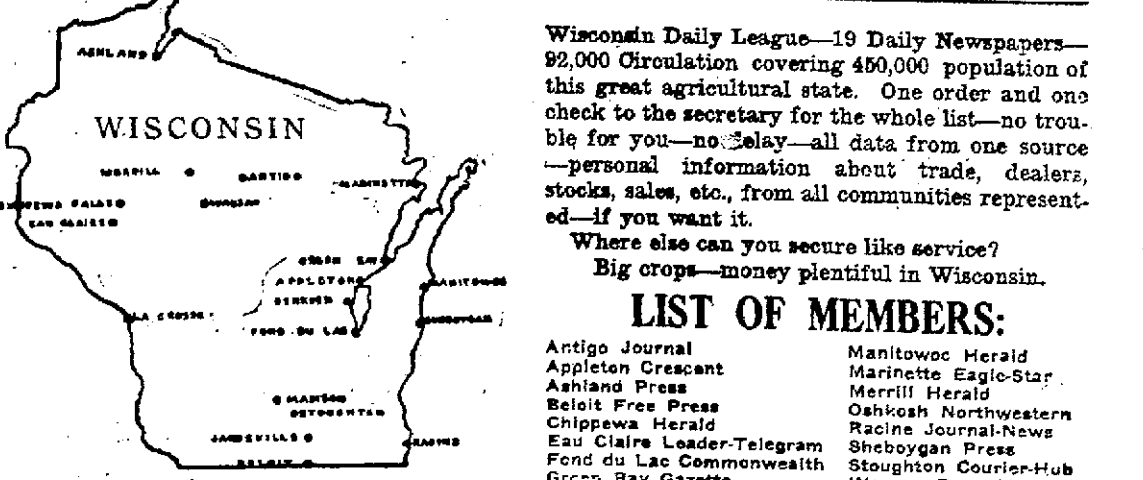 ASHLAND
WISCONSIN
MERRILL
ANTIGO
MARINETTE
CHIPPEWA FALLS
WAUSAU
EAU CLAIRE
GREEN BAY
APPLETON
MANITOWOC
OSHKOSH
LA CROSSE
SHEBOYGAN
FOND DU LAC
MADISON
STOUGHTON
JANESVILLE
RACINE
BELOIT
Wisconsin Daily League—19 Daily Newspapers—
92,000 Circulation covering 450,000 population of
this great agricultural state. One order and one
check to the secretary for the whole list—no trou-
ble for you—no delay—all data from one source
—personal information about trade, dealers,
stocks, sales, etc., from all communities represent-
ed—if you want it.
Where else can you secure like service?
Big crops—money plentiful in Wisconsin.
LIST OF MEMBERS:
Antigo Journal
Appleton Crescent
Ashland Press
Beloit Free Press
Chippewa Herald
Eau Claire Leader-Telegram
Fond du Lac Commonwealth
Green Bay Gazette
Manitowoc Herald
Marinette Eagle-Star
Merrill Herald
Oshkosh Northwestern
Racine Journal-News
Sheboygan Press
Stoughton Courier-Hub